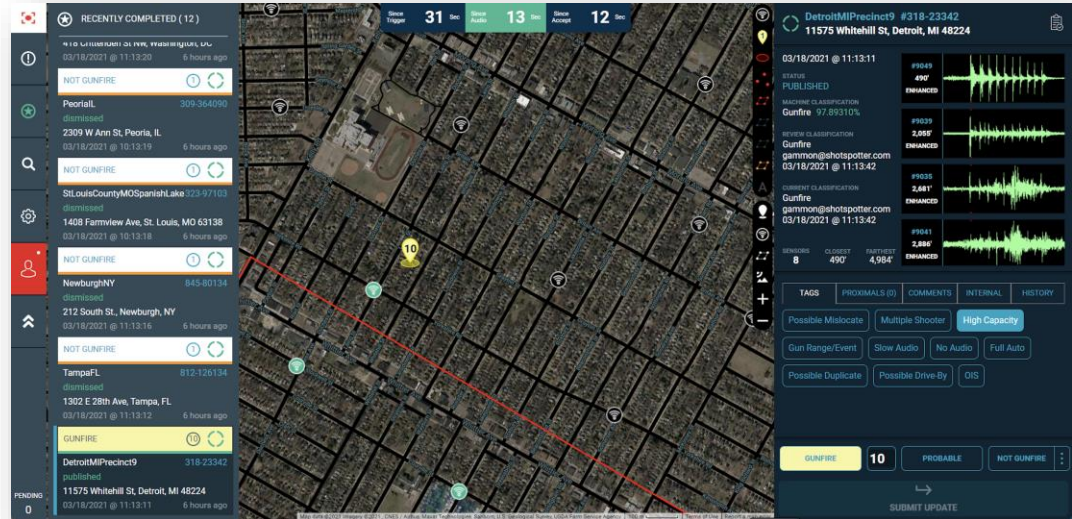 RECENTLY COMPLETED ( 12 )
418 Crittenden St NW, Washington, DC
03/18/2021 @ 11:13:20 6 hours ago
NOT GUNFIRE 1
PeoriaIL 309-364090
dismissed
2309 W Ann St, Peoria, IL
03/18/2021 @ 10:13:19 6 hours ago
NOT GUNFIRE 1
StLouisCountyMOSpanishLake 323-97103
dismissed
1408 Farmview Ave, St. Louis, MO 63138
03/18/2021 @ 10:13:18 6 hours ago
NOT GUNFIRE 1
NewburghNY 845-80134
dismissed
212 South St., Newburgh, NY
03/18/2021 @ 11:13:16 6 hours ago
NOT GUNFIRE 1
TampaFL 812-126134
dismissed
1302 E 28th Ave, Tampa, FL
03/18/2021 @ 11:13:12 6 hours ago
GUNFIRE 10
DetroitMIPrecinct9 318-23342
published
11575 Whitehill St, Detroit, MI 48224
03/18/2021 @ 11:13:11 6 hours ago
PENDING
0
Since Trigger 31 Sec Since Audio 13 Sec Since Accept 12 Sec
10
1
A
DetroitMIPrecinct9 #318-23342
11575 Whitehill St, Detroit, MI 48224
03/18/2021 @ 11:13:11
STATUS
PUBLISHED
MACHINE CLASSIFICATION
Gunfire 97.89310%
REVIEW CLASSIFICATION
Gunfire
gammon@shotspotter.com
03/18/2021 @ 11:13:42
CURRENT CLASSIFICATION
Gunfire
gammon@shotspotter.com
03/18/2021 @ 11:13:42
SENSORS CLOSEST FARTHEST
8 490' 4,984'
#9049
490'
ENHANCED
#9039
2,055'
ENHANCED
#9035
2,681'
ENHANCED
#9041
2,886'
ENHANCED
TAGS PROXIMALS (0) COMMENTS INTERNAL HISTORY
Possible Mislocate Multiple Shooter High Capacity
Gun Range/Event Slow Audio No Audio Full Auto
Possible Duplicate Possible Drive-By OIS
GUNFIRE 10 PROBABLE NOT GUNFIRE
SUBMIT UPDATE